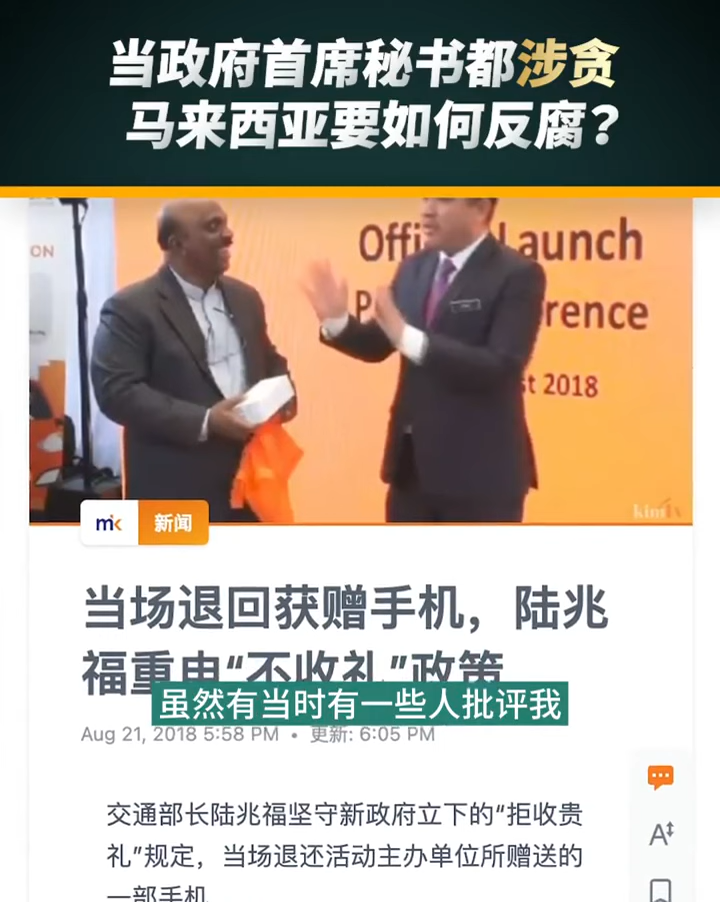 当政府首席秘书都涉贪
马来西亚要如何反腐？
ON
Offi
Launch
rence
st 2018
kini
mk 新闻
当场退回获赠手机，陆兆
福重申“不收礼”政策
虽然有当时有一些人批评我
Aug 21, 2018 5:58 PM • 更新: 6:05 PM
交通部长陆兆福坚守新政府立下的“拒收贵
礼”规定，当场退还活动主办单位所赠送的
一部手机
A